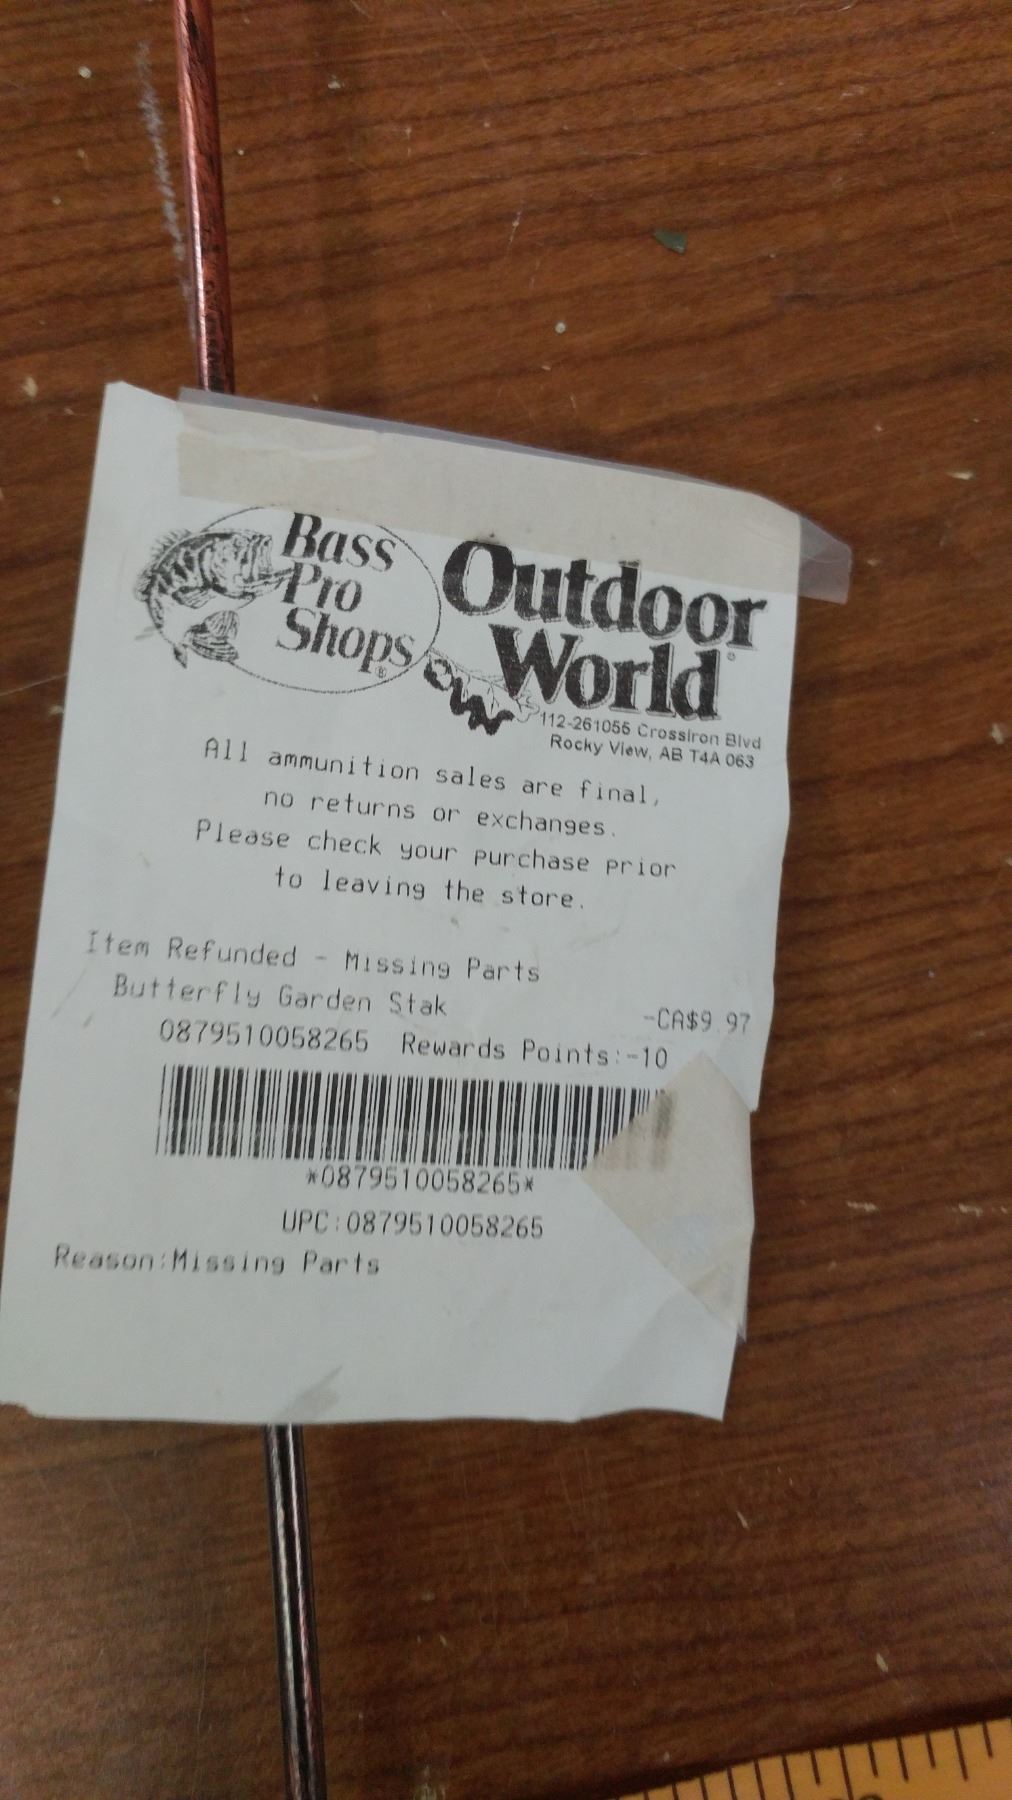 Bass
Pro
Shops®
Outdoor
World®
112-261055 CrossIron Blvd
Rocky View, AB T4A 063
All ammunition sales are final,
no returns or exchanges.
Please check your purchase prior
to leaving the store.
Item Refunded - Missing Parts
Butterfly Garden Stak
-CA$9.97
0879510058265 Rewards Points:-10
*0879510058265*
UPC:0879510058265
Reason:Missing Parts